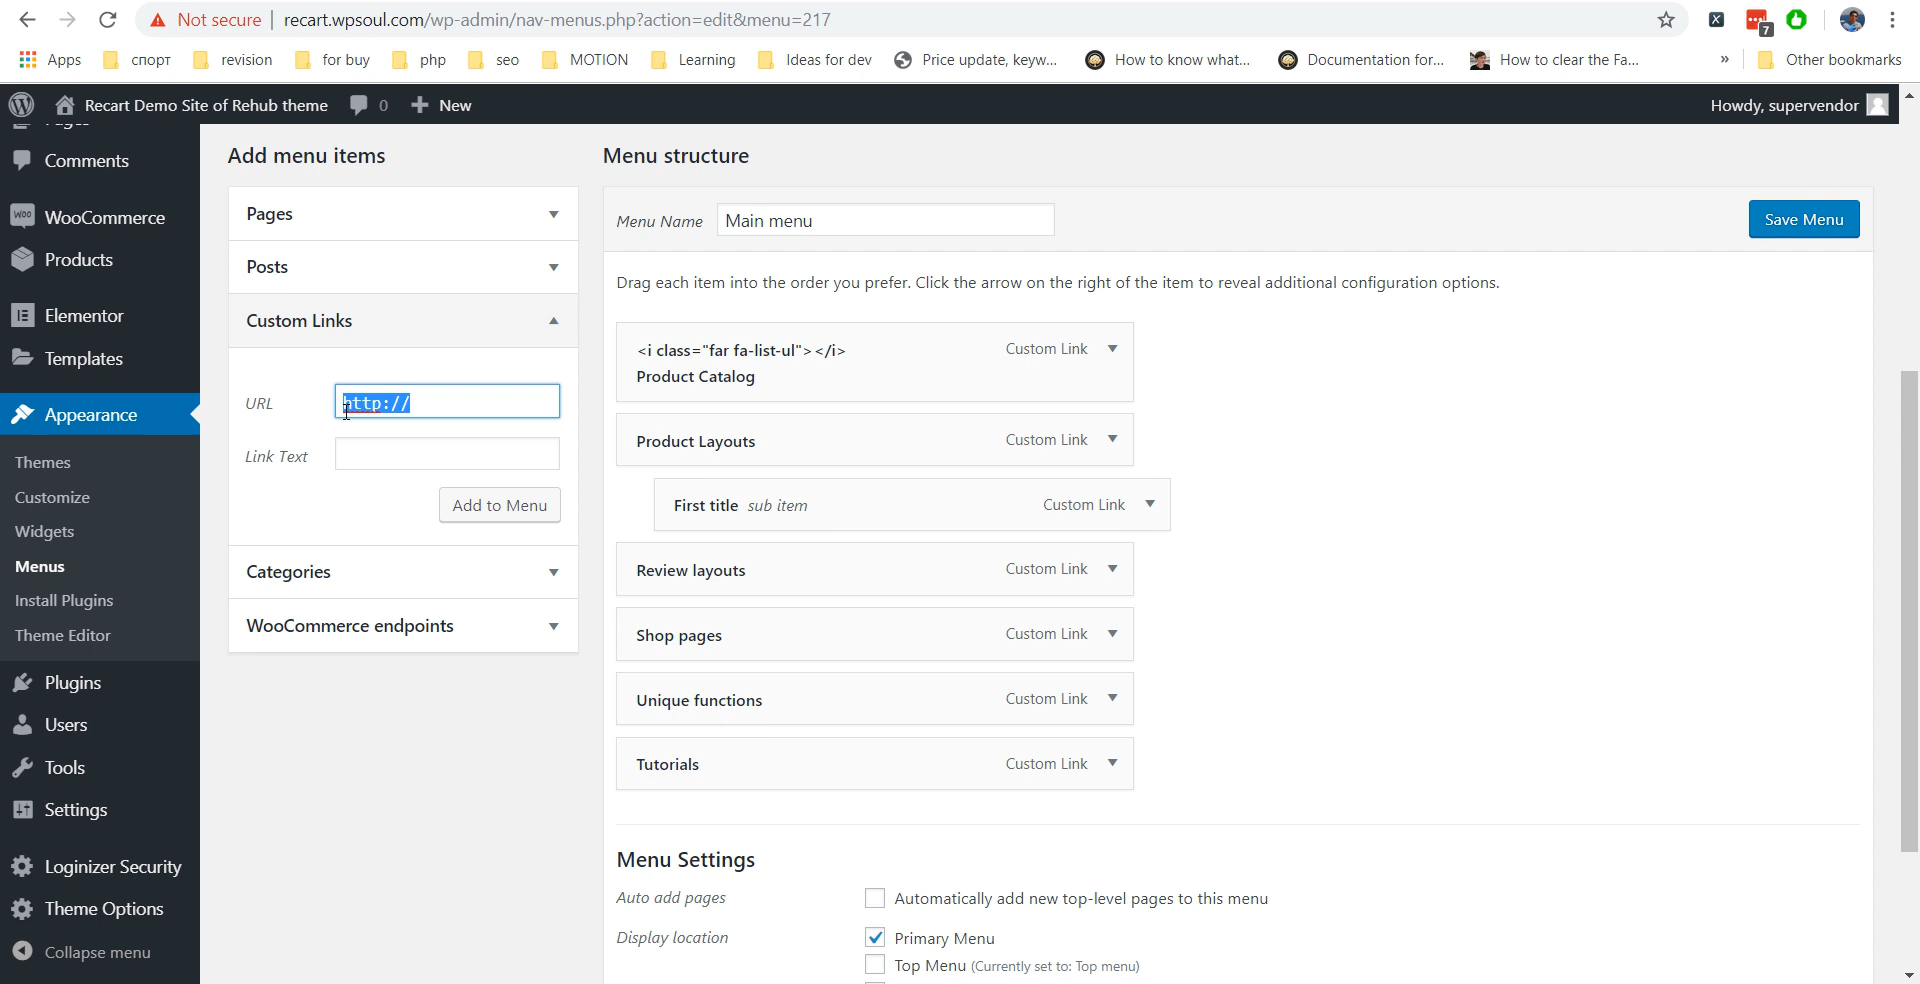 Not secure | recart.wpsoul.com/wp-admin/nav-menus.php?action=edit&menu=217
7
Apps спорт revision for buy php seo MOTION Learning Ideas for dev Price update, keyw... How to know what... Documentation for... How to clear the Fa... » Other bookmarks
Recart Demo Site of Rehub theme 0 New Howdy, supervendor
Comments
WooCommerce
Products
Elementor
Templates
Appearance
Themes
Customize
Widgets
Menus
Install Plugins
Theme Editor
Plugins
Users
Tools
Settings
Loginizer Security
Theme Options
Collapse menu
Add menu items
Pages
Posts
Custom Links
URL http://
Link Text
Add to Menu
Categories
WooCommerce endpoints
Menu structure
Menu Name Main menu Save Menu
Drag each item into the order you prefer. Click the arrow on the right of the item to reveal additional configuration options.
<i class="far fa-list-ul"></i> Custom Link
Product Catalog
Product Layouts Custom Link
First title sub item Custom Link
Review layouts Custom Link
Shop pages Custom Link
Unique functions Custom Link
Tutorials Custom Link
Menu Settings
Auto add pages Automatically add new top-level pages to this menu
Display location Primary Menu
Top Menu (Currently set to: Top menu)